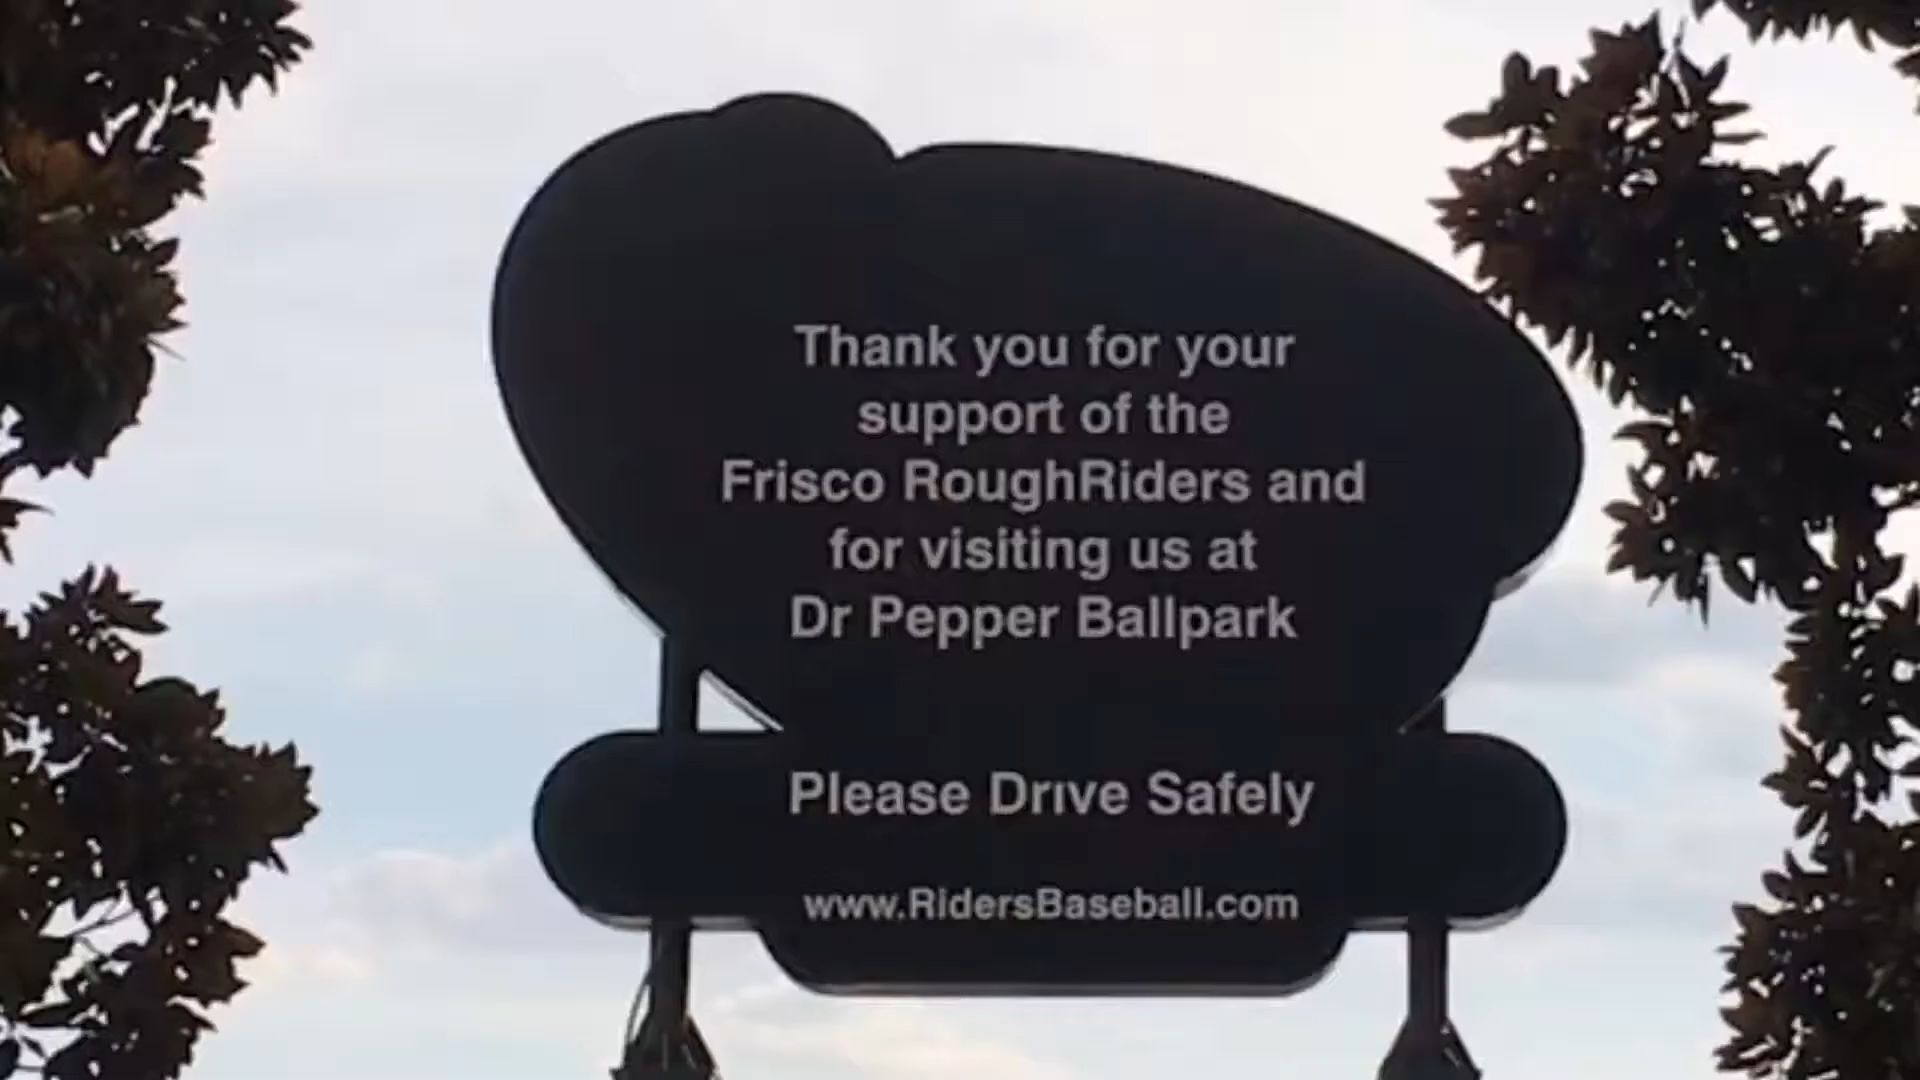 Thank you for your
support of the
Frisco RoughRiders and
for visiting us at
Dr Pepper Ballpark
Please Drive Safely
www.RidersBaseball.com